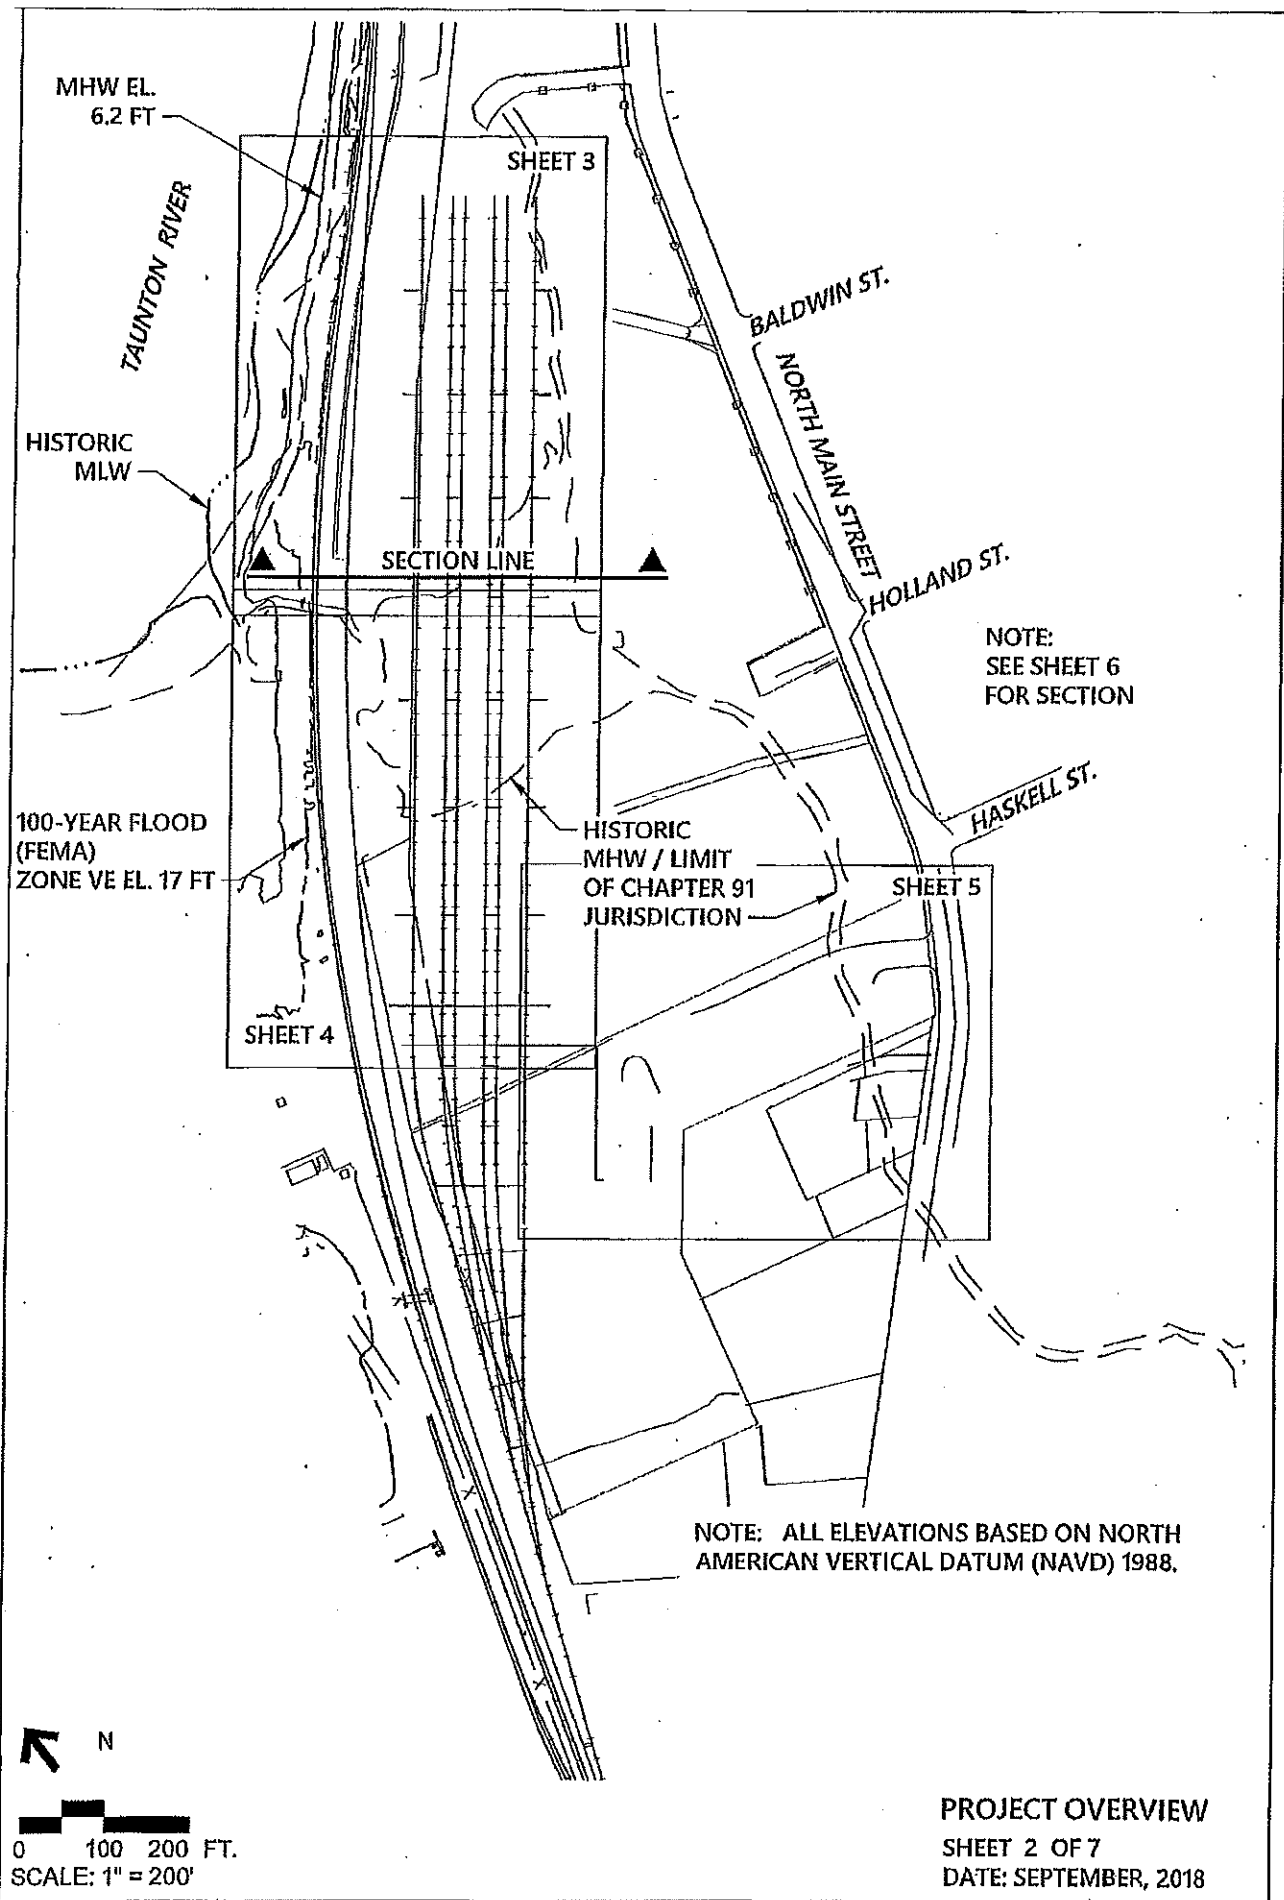 MHW EL.
6.2 FT
SHEET 3
TAUNTON RIVER
BALDWIN ST.
NORTH MAIN STREET
HISTORIC
MLW
SECTION LINE
HOLLAND ST.
NOTE:
SEE SHEET 6
FOR SECTION
HASKELL ST.
100-YEAR FLOOD
(FEMA)
ZONE VE EL. 17 FT
HISTORIC
MHW / LIMIT
OF CHAPTER 91
JURISDICTION
SHEET 5
SHEET 4
NOTE: ALL ELEVATIONS BASED ON NORTH
AMERICAN VERTICAL DATUM (NAVD) 1988.
N
0 100 200 FT.
SCALE: 1" = 200'
PROJECT OVERVIEW
SHEET 2 OF 7
DATE: SEPTEMBER, 2018